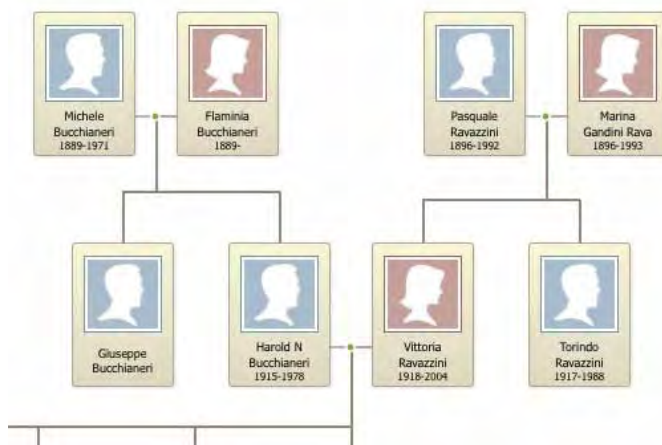 Michele
Bucchianeri
1889-1971
Flaminia
Bucchianeri
1889-
Pasquale
Ravazzini
1896-1992
Marina
Gandini Rava
1896-1993
Giuseppe
Bucchianeri
Harold N
Bucchianeri
1915-1978
Vittoria
Ravazzini
1918-2004
Torindo
Ravazzini
1917-1988